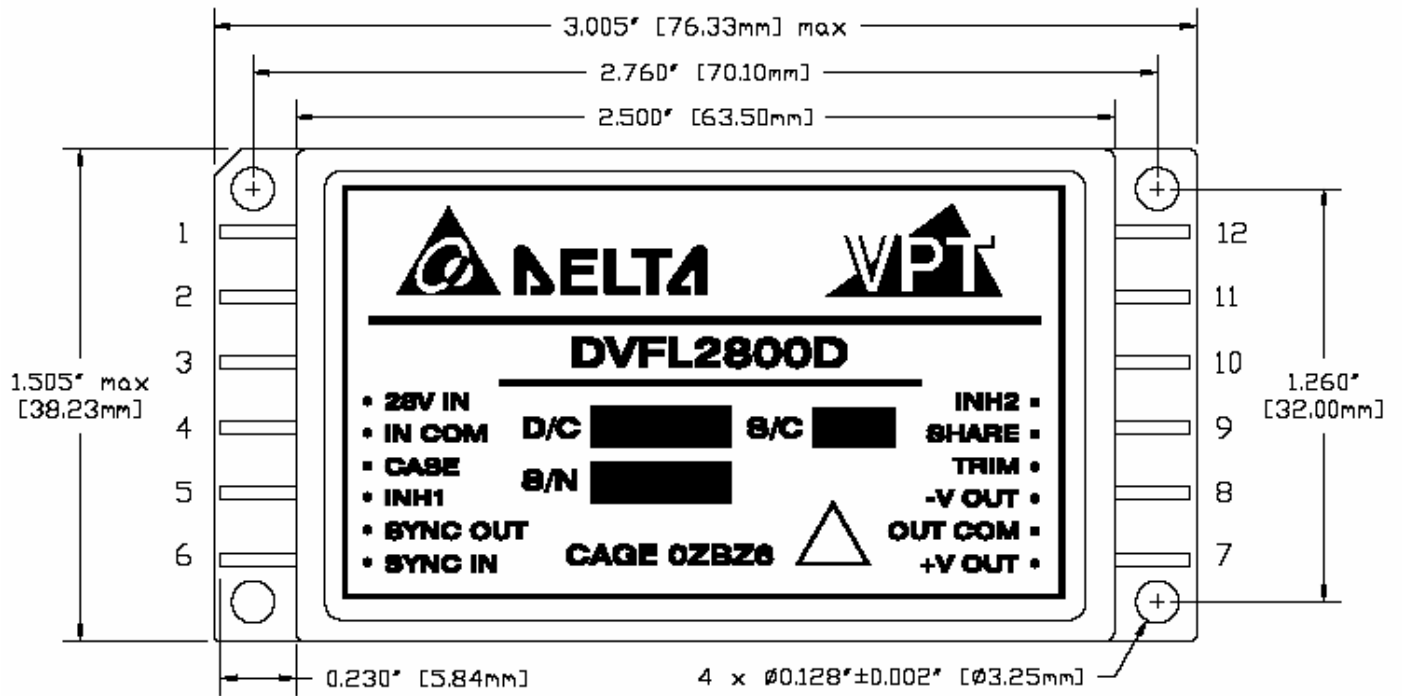 3.005" [76.33mm] max
2.760" [70.10mm]
2.500" [63.50mm]
1
2
3
4
5
6
12
11
10
9
8
7
1.505" max
[38.23mm]
1.260"
[32.00mm]
DELTA
VPT
DVFL2800D
• 28V IN
• IN COM
• CASE
• INH1
• SYNC OUT
• SYNC IN
D/C
S/C
S/N
CAGE 0ZBZ6
INH2 •
SHARE •
TRIM •
-V OUT •
OUT COM •
+V OUT •
0.230" [5.84mm]
4 x Ø0.128"±0.002" [Ø3.25mm]